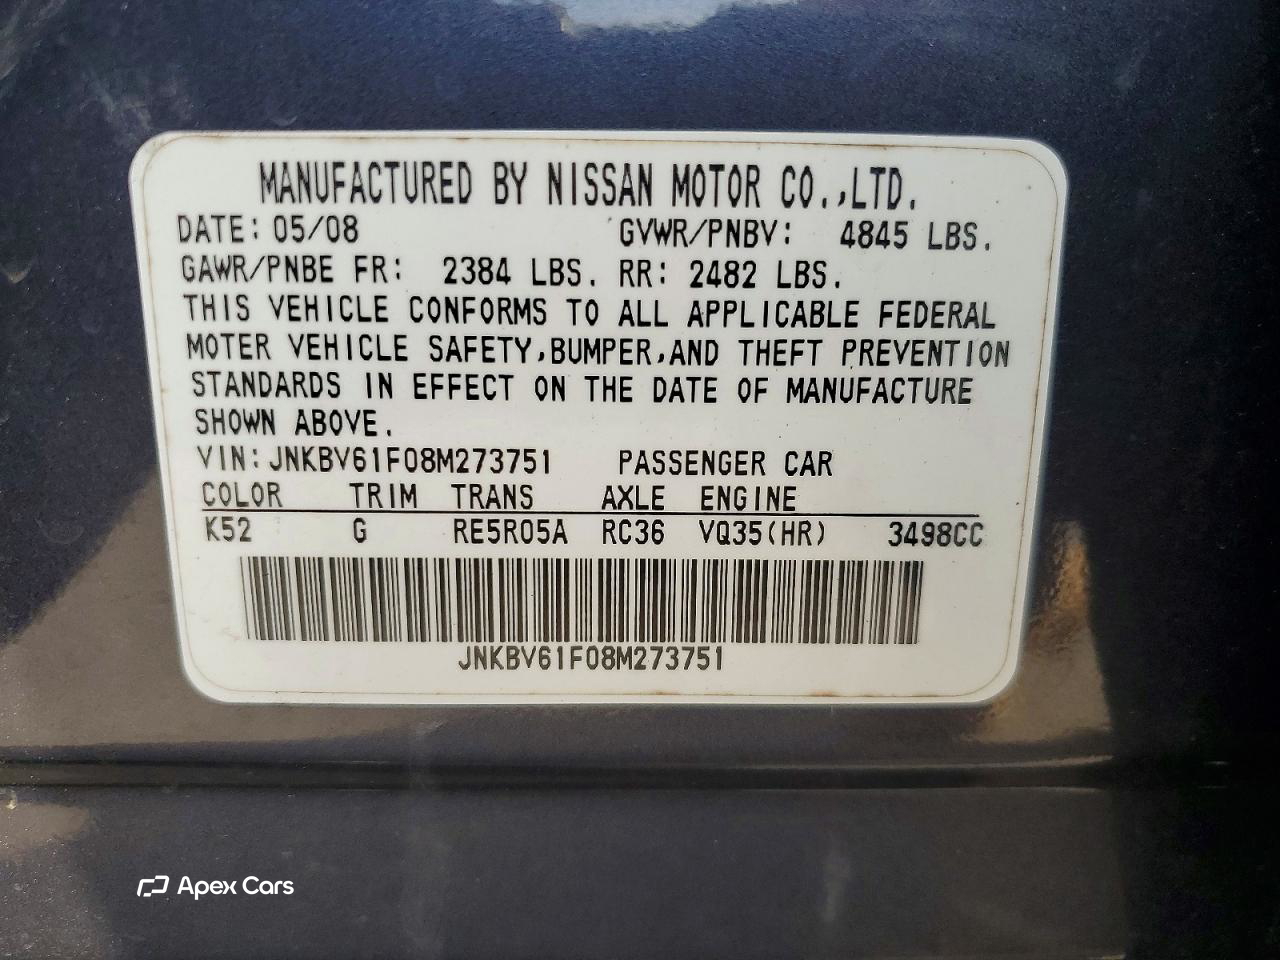 MANUFACTURED BY NISSAN MOTOR CO.,LTD.
DATE: 05/08 GVWR/PNBV: 4845 LBS.
GAWR/PNBE FR: 2384 LBS. RR: 2482 LBS.
THIS VEHICLE CONFORMS TO ALL APPLICABLE FEDERAL
MOTER VEHICLE SAFETY,BUMPER,AND THEFT PREVENTION
STANDARDS IN EFFECT ON THE DATE OF MANUFACTURE
SHOWN ABOVE.
VIN: JNKBV61F08M273751 PASSENGER CAR
COLOR TRIM TRANS AXLE ENGINE
K52 G RE5R05A RC36 VQ35(HR) 3498CC
JNKBV61F08M273751
Apex Cars